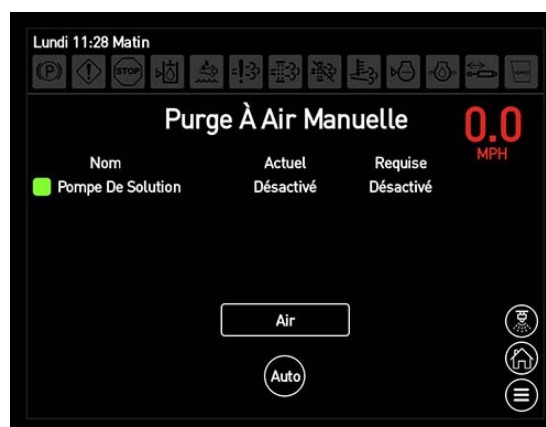 Lundi 11:28 Matin
(P)
STOP
Purge À Air Manuelle
0.0
MPH
Nom Actuel Requise
Pompe De Solution Désactivé Désactivé
Air
Auto